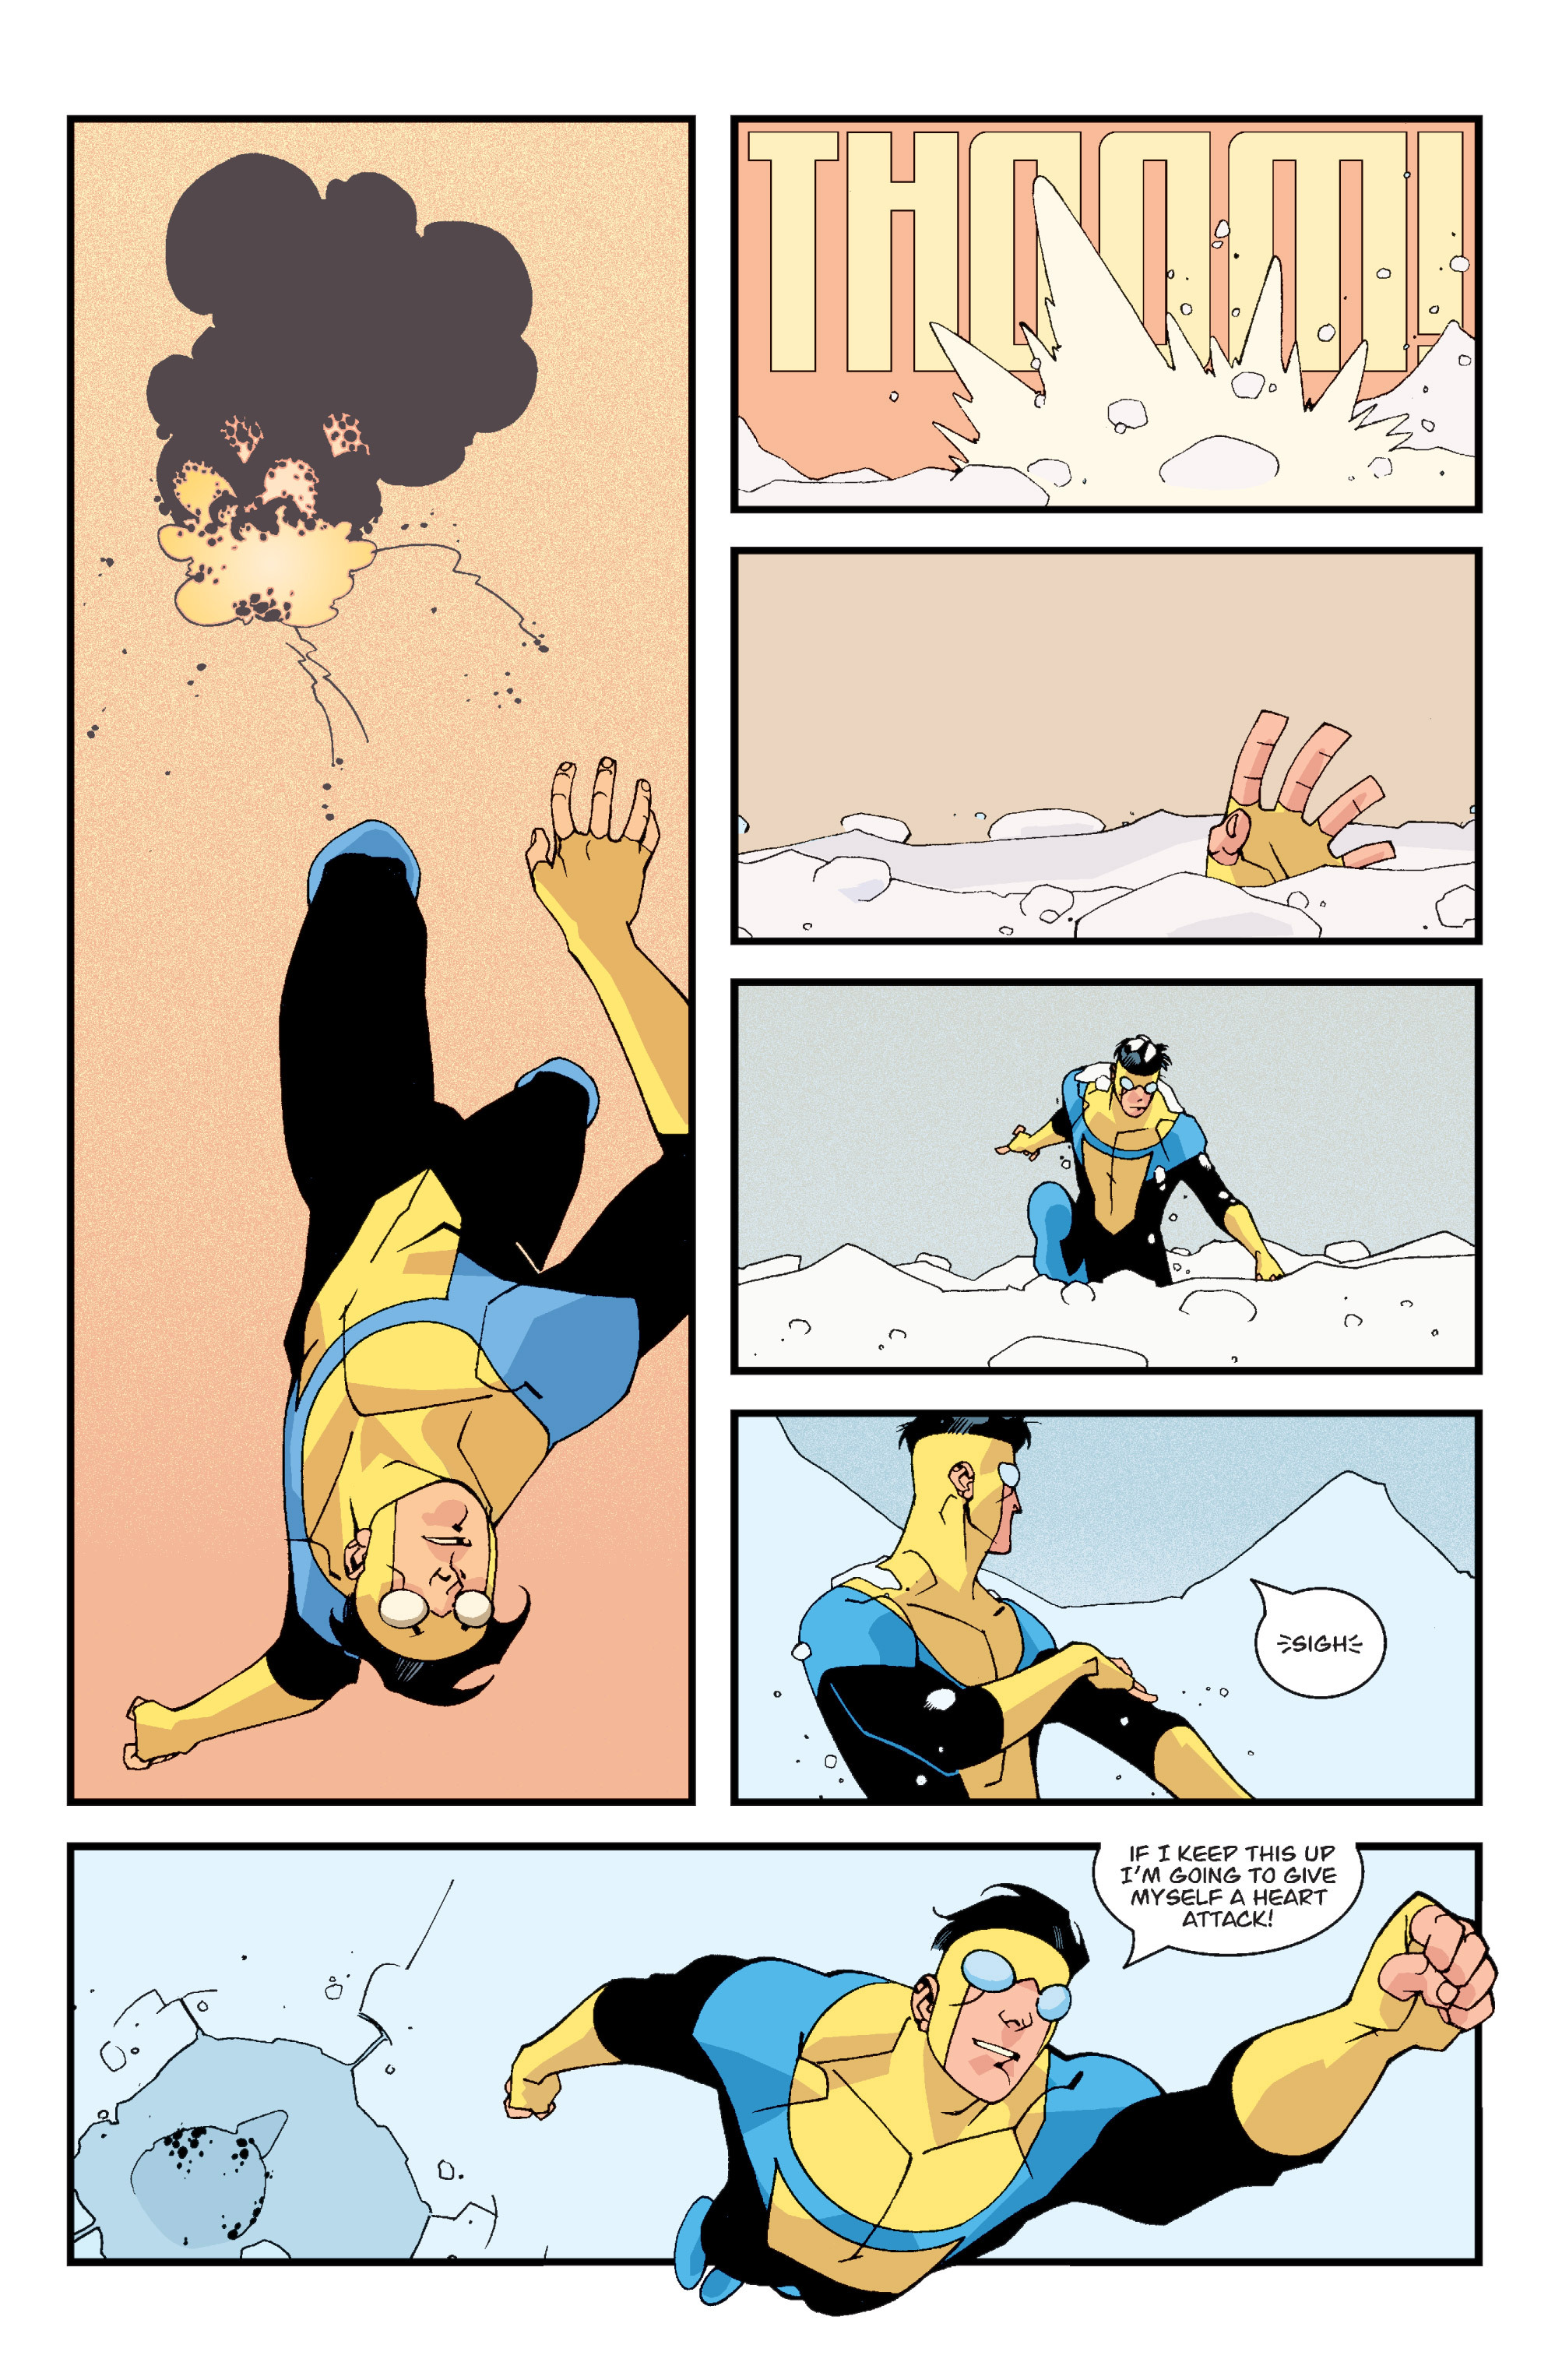 THOOM!
SIGH
IF I KEEP THIS UP
I'M GOING TO GIVE
MYSELF A HEART
ATTACK!